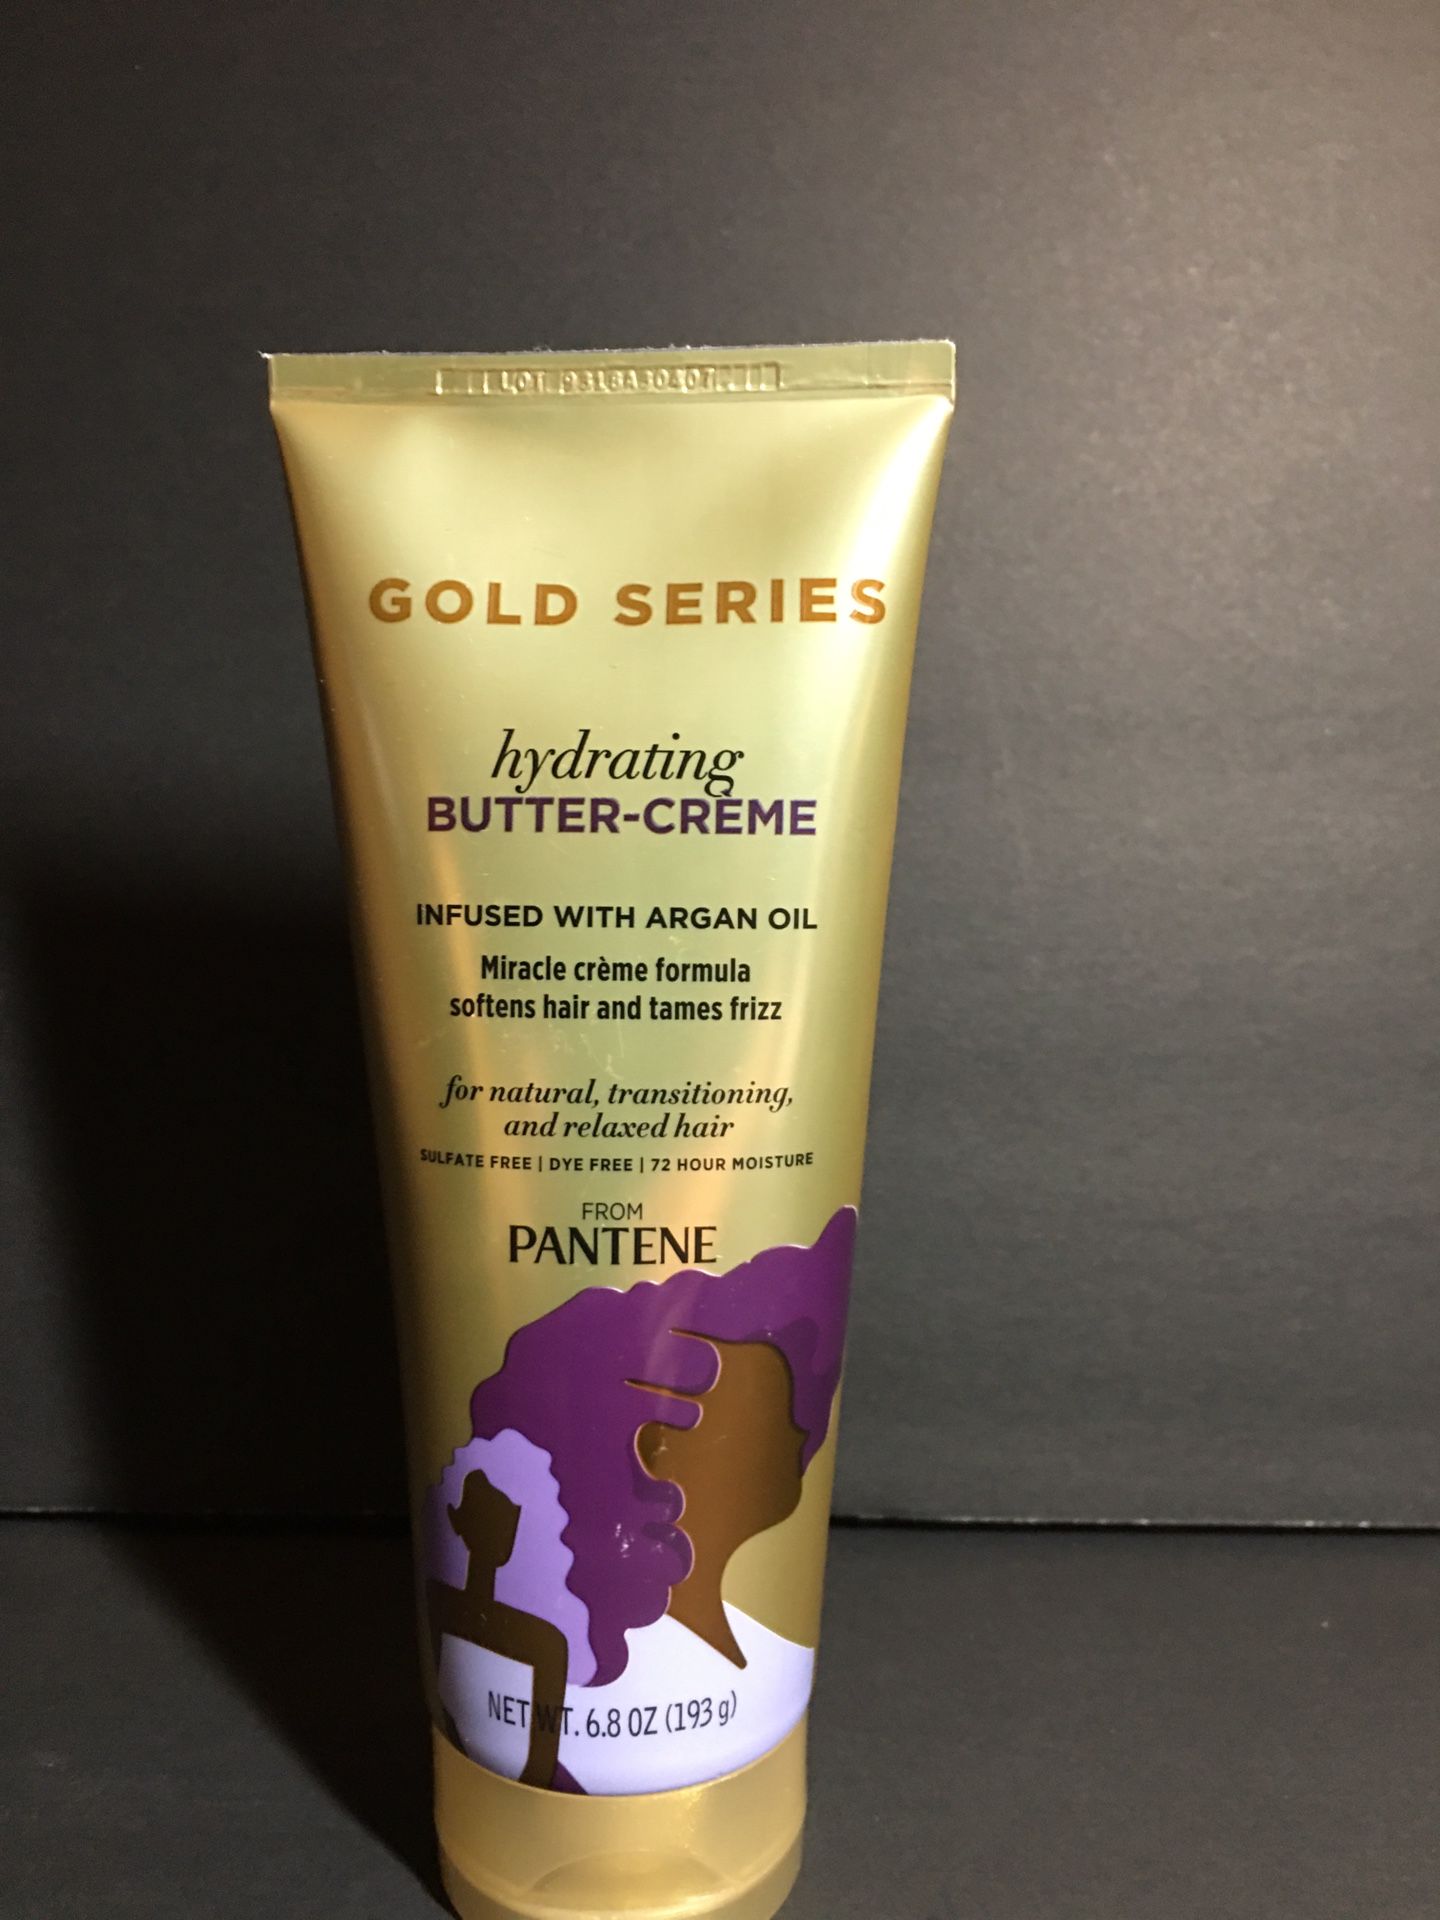 LOT
GOLD SERIES
hydrating
BUTTER-CRÈME
INFUSED WITH ARGAN OIL
Miracle crème formula
softens hair and tames frizz
for natural, transitioning,
and relaxed hair
SULFATE FREE | DYE FREE | 72 HOUR MOISTURE
FROM
PANTENE
NET WT. 6.8 OZ (193 g)